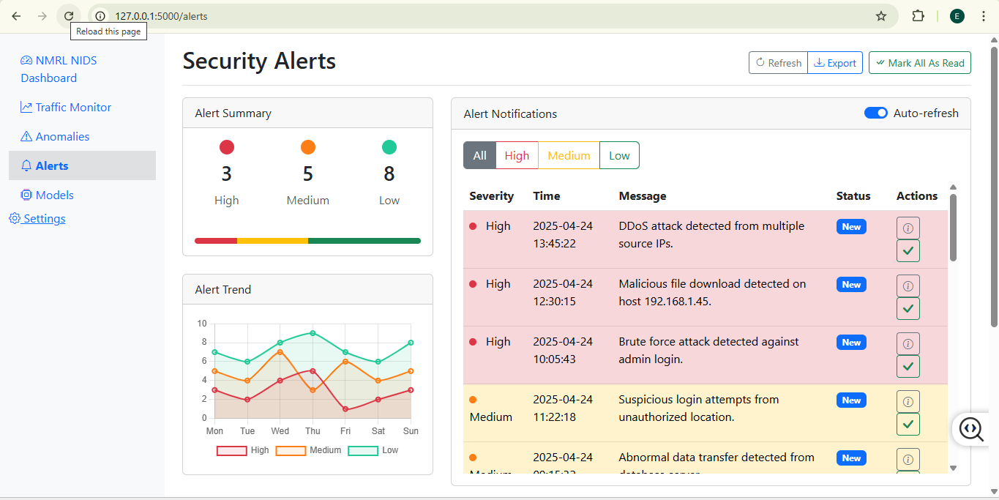 127.0.0.1:5000/alerts
E
Reload this page
NMRL NIDS
Dashboard
Traffic Monitor
Anomalies
Alerts
Models
Settings
Security Alerts
Refresh
Export
Mark All As Read
Alert Summary
3
5
8
High
Medium
Low
Alert Trend
10
8
6
4
2
0
Mon Tue Wed Thu Fri Sat Sun
High Medium Low
Alert Notifications
Auto-refresh
All High Medium Low
Severity Time Message Status Actions
High 2025-04-24 DDoS attack detected from multiple New
13:45:22 source IPs.
High 2025-04-24 Malicious file download detected on New
12:30:15 host 192.168.1.45.
High 2025-04-24 Brute force attack detected against New
10:05:43 admin login.
2025-04-24 Suspicious login attempts from New
Medium 11:22:18 unauthorized location.
2025-04-24 Abnormal data transfer detected from New
Medium database server